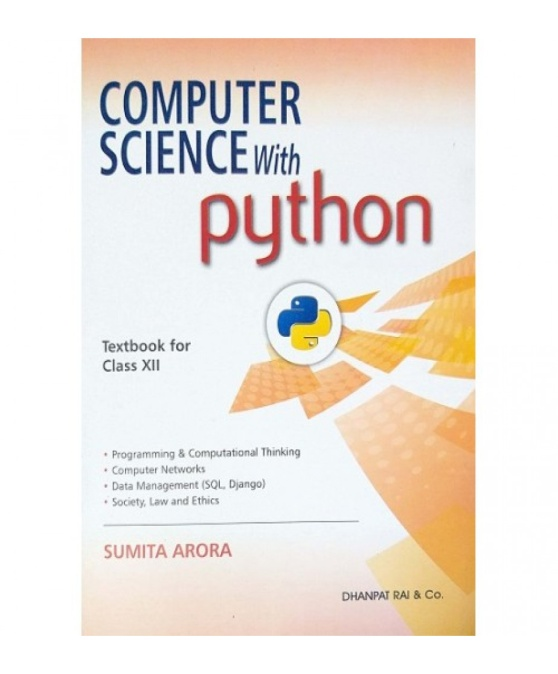 COMPUTER
SCIENCE With
python
Textbook for
Class XII
• Programming & Computational Thinking
• Computer Networks
• Data Management (SQL, Django)
• Society, Law and Ethics
SUMITA ARORA
DHANPAT RAI & Co.